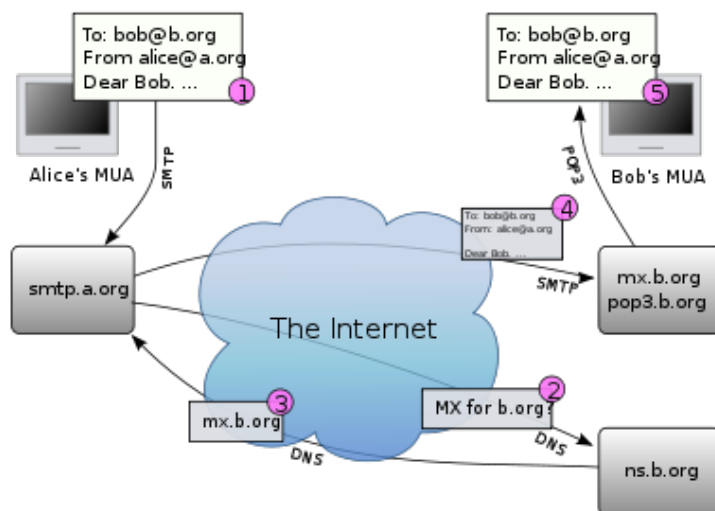 To: bob@b.org
From alice@a.org
Dear Bob. ...
1
Alice's MUA
SMTP
To: bob@b.org
From alice@a.org
Dear Bob. ...
5
Bob's MUA
POP3
To: bob@b.org
From: alice@a.org
Dear Bob. ...
4
SMTP
smtp.a.org
mx.b.org
pop3.b.org
The Internet
MX for b.org?
2
DNS
mx.b.org
3
DNS
ns.b.org